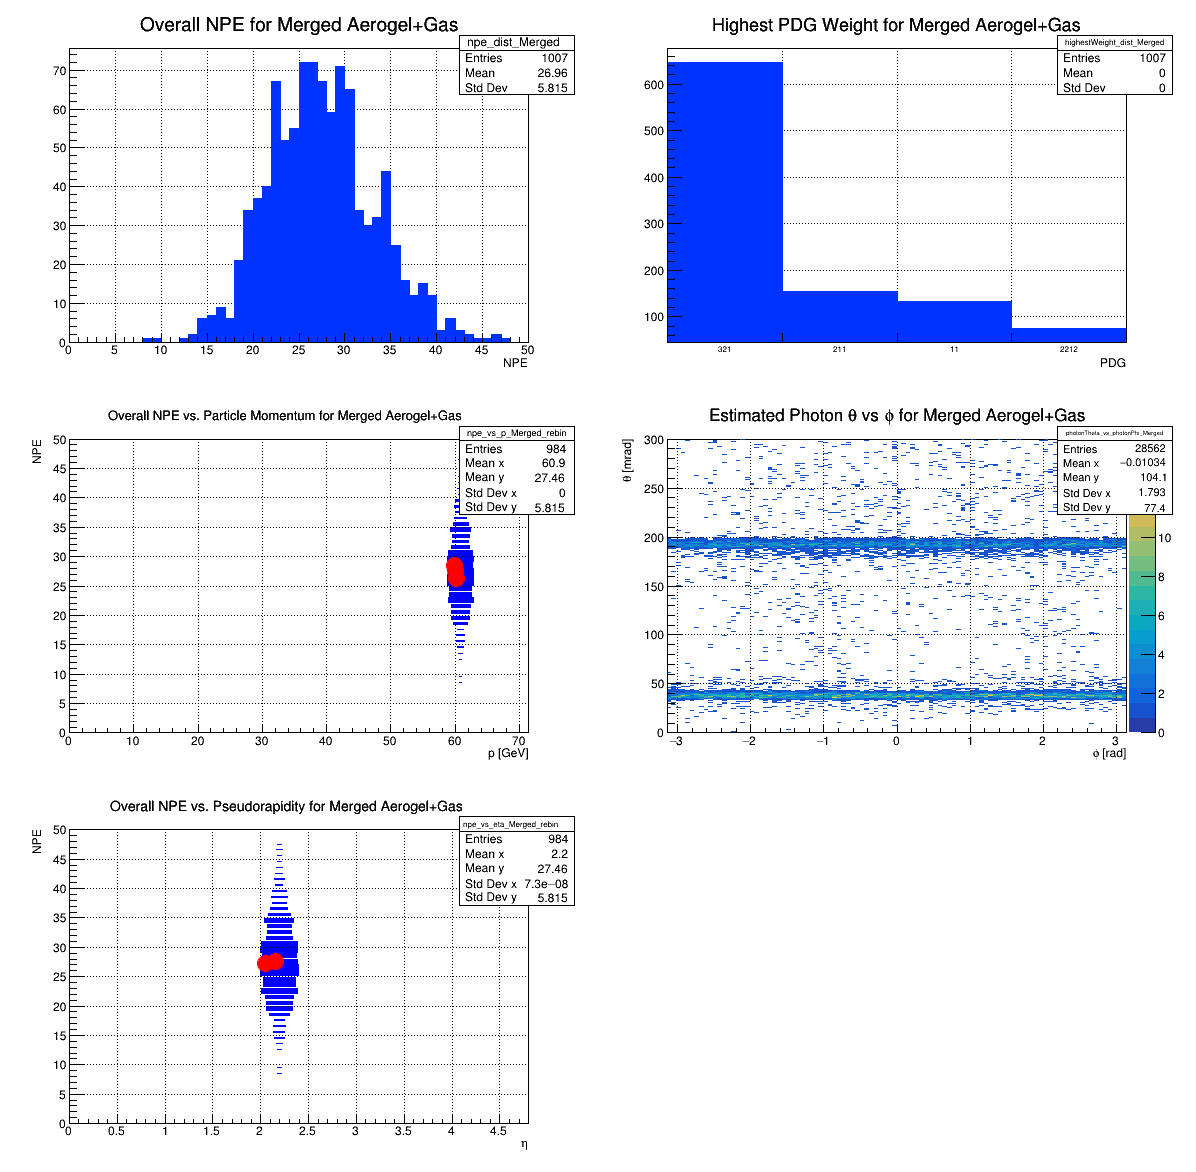 Overall NPE for Merged Aerogel+Gas
npe_dist_Merged
Entries 1007
Mean 26.96
Std Dev 5.815
70
60
50
40
30
20
10
0
0 5 10 15 20 25 30 35 40 45 50
NPE
Highest PDG Weight for Merged Aerogel+Gas
highestWeight_dist_Merged
Entries 1007
Mean 0
Std Dev 0
600
500
400
300
200
100
321 211 11 2212
PDG
Overall NPE vs. Particle Momentum for Merged Aerogel+Gas
NPE
npe_vs_p_Merged_rebin
Entries 984
Mean x 60.9
Mean y 27.46
Std Dev x 0
Std Dev y 5.815
50
45
40
35
30
25
20
15
10
5
0
0 10 20 30 40 50 60 70
p [GeV]
Estimated Photon θ vs ϕ for Merged Aerogel+Gas
θ [mrad]
photonTheta_vs_photonPhi_Merged
Entries 28562
Mean x −0.01034
Mean y 104.1
Std Dev x 1.793
Std Dev y 77.4
300
250
200
150
100
50
0
−3 −2 −1 0 1 2 3
ϕ [rad]
10
8
6
4
2
0
Overall NPE vs. Pseudorapidity for Merged Aerogel+Gas
NPE
npe_vs_eta_Merged_rebin
Entries 984
Mean x 2.2
Mean y 27.46
Std Dev x 7.3e−08
Std Dev y 5.815
50
45
40
35
30
25
20
15
10
5
0
0 0.5 1 1.5 2 2.5 3 3.5 4 4.5
η